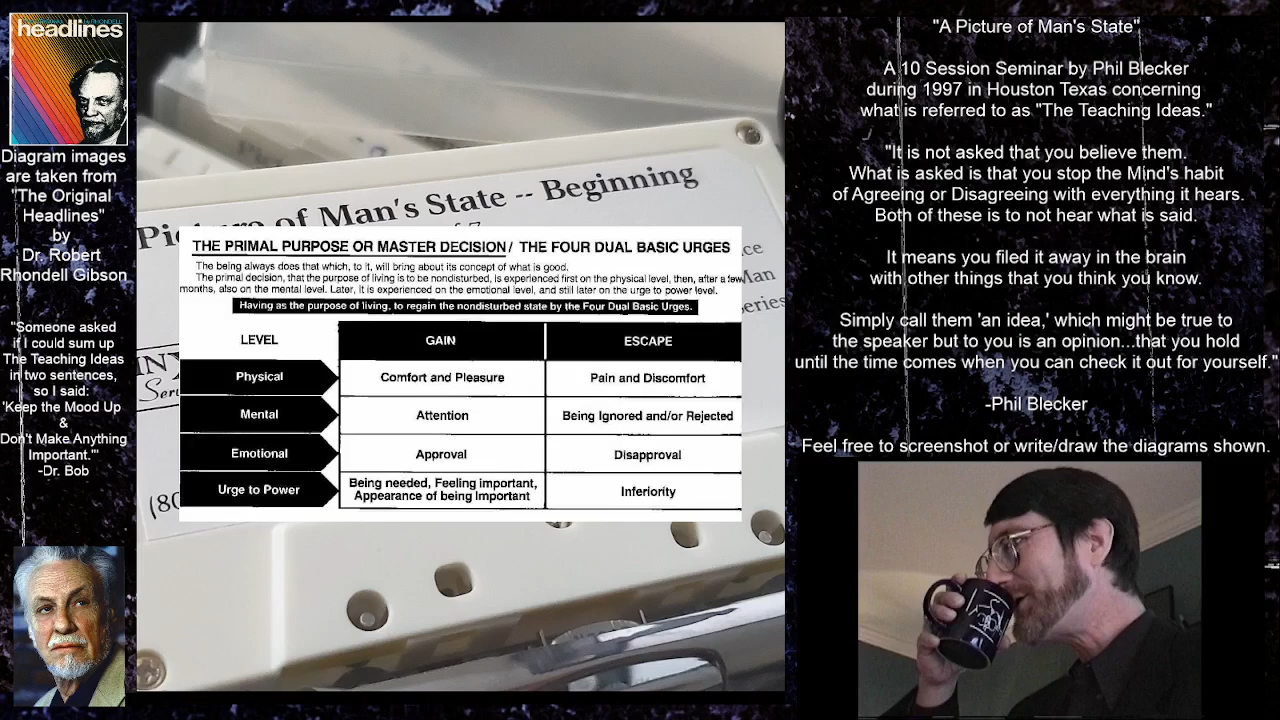 headlines
Diagram images
are taken from
"The Original
Headlines"
by
Dr. Robert
Rhondell Gibson
"Someone asked
if I could sum up
The Teaching Ideas
in two sentences,
so I said:
'Keep the Mood Up
&
Don't Make Anything
Important.'"
-Dr. Bob
Picture of Man's State -- Beginning
THE PRIMAL PURPOSE OR MASTER DECISION / THE FOUR DUAL BASIC URGES
The being always does that which, to it, will bring about its concept of what is good.
The primal decision, that the purpose of living is to be nondisturbed, is experienced first on the physical level, then, after a few
months, also on the mental level. Later, it is experienced on the emotional level, and still later on the urge to power level.
Having as the purpose of living, to regain the nondisturbed state by the Four Dual Basic Urges.
LEVEL GAIN ESCAPE
Physical Comfort and Pleasure Pain and Discomfort
Mental Attention Being Ignored and/or Rejected
Emotional Approval Disapproval
Urge to Power Being needed, Feeling important, Inferiority
Appearance of being Important
Man
(80
"A Picture of Man's State"
A 10 Session Seminar by Phil Blecker
during 1997 in Houston Texas concerning
what is referred to as "The Teaching Ideas."
"It is not asked that you believe them.
What is asked is that you stop the Mind's habit
of Agreeing or Disagreeing with everything it hears.
Both of these is to not hear what is said.
It means you filed it away in the brain
with other things that you think you know.
Simply call them 'an idea,' which might be true to
the speaker but to you is an opinion...that you hold
until the time comes when you can check it out for yourself."
-Phil Blecker
Feel free to screenshot or write/draw the diagrams shown.